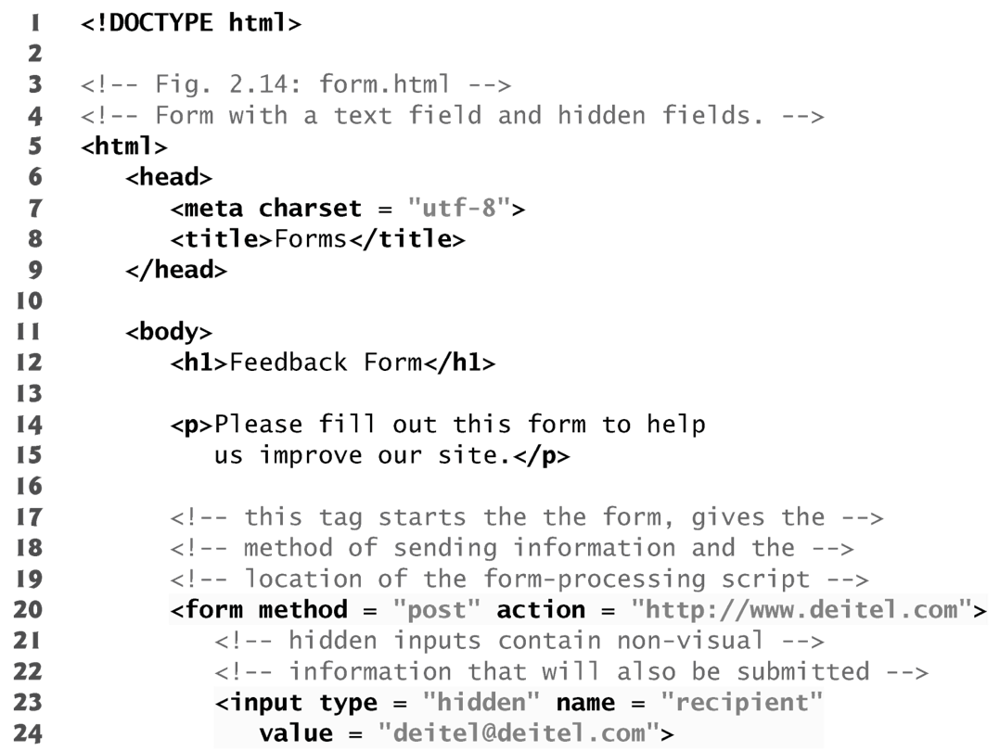 1 <!DOCTYPE html>
2
3 <!-- Fig. 2.14: form.html -->
4 <!-- Form with a text field and hidden fields. -->
5 <html>
6 <head>
7 <meta charset = "utf-8">
8 <title>Forms</title>
9 </head>
10
11 <body>
12 <h1>Feedback Form</h1>
13
14 <p>Please fill out this form to help
15 us improve our site.</p>
16
17 <!-- this tag starts the the form, gives the -->
18 <!-- method of sending information and the -->
19 <!-- location of the form-processing script -->
20 <form method = "post" action = "http://www.deitel.com">
21 <!-- hidden inputs contain non-visual -->
22 <!-- information that will also be submitted -->
23 <input type = "hidden" name = "recipient"
24 value = "deitel@deitel.com">